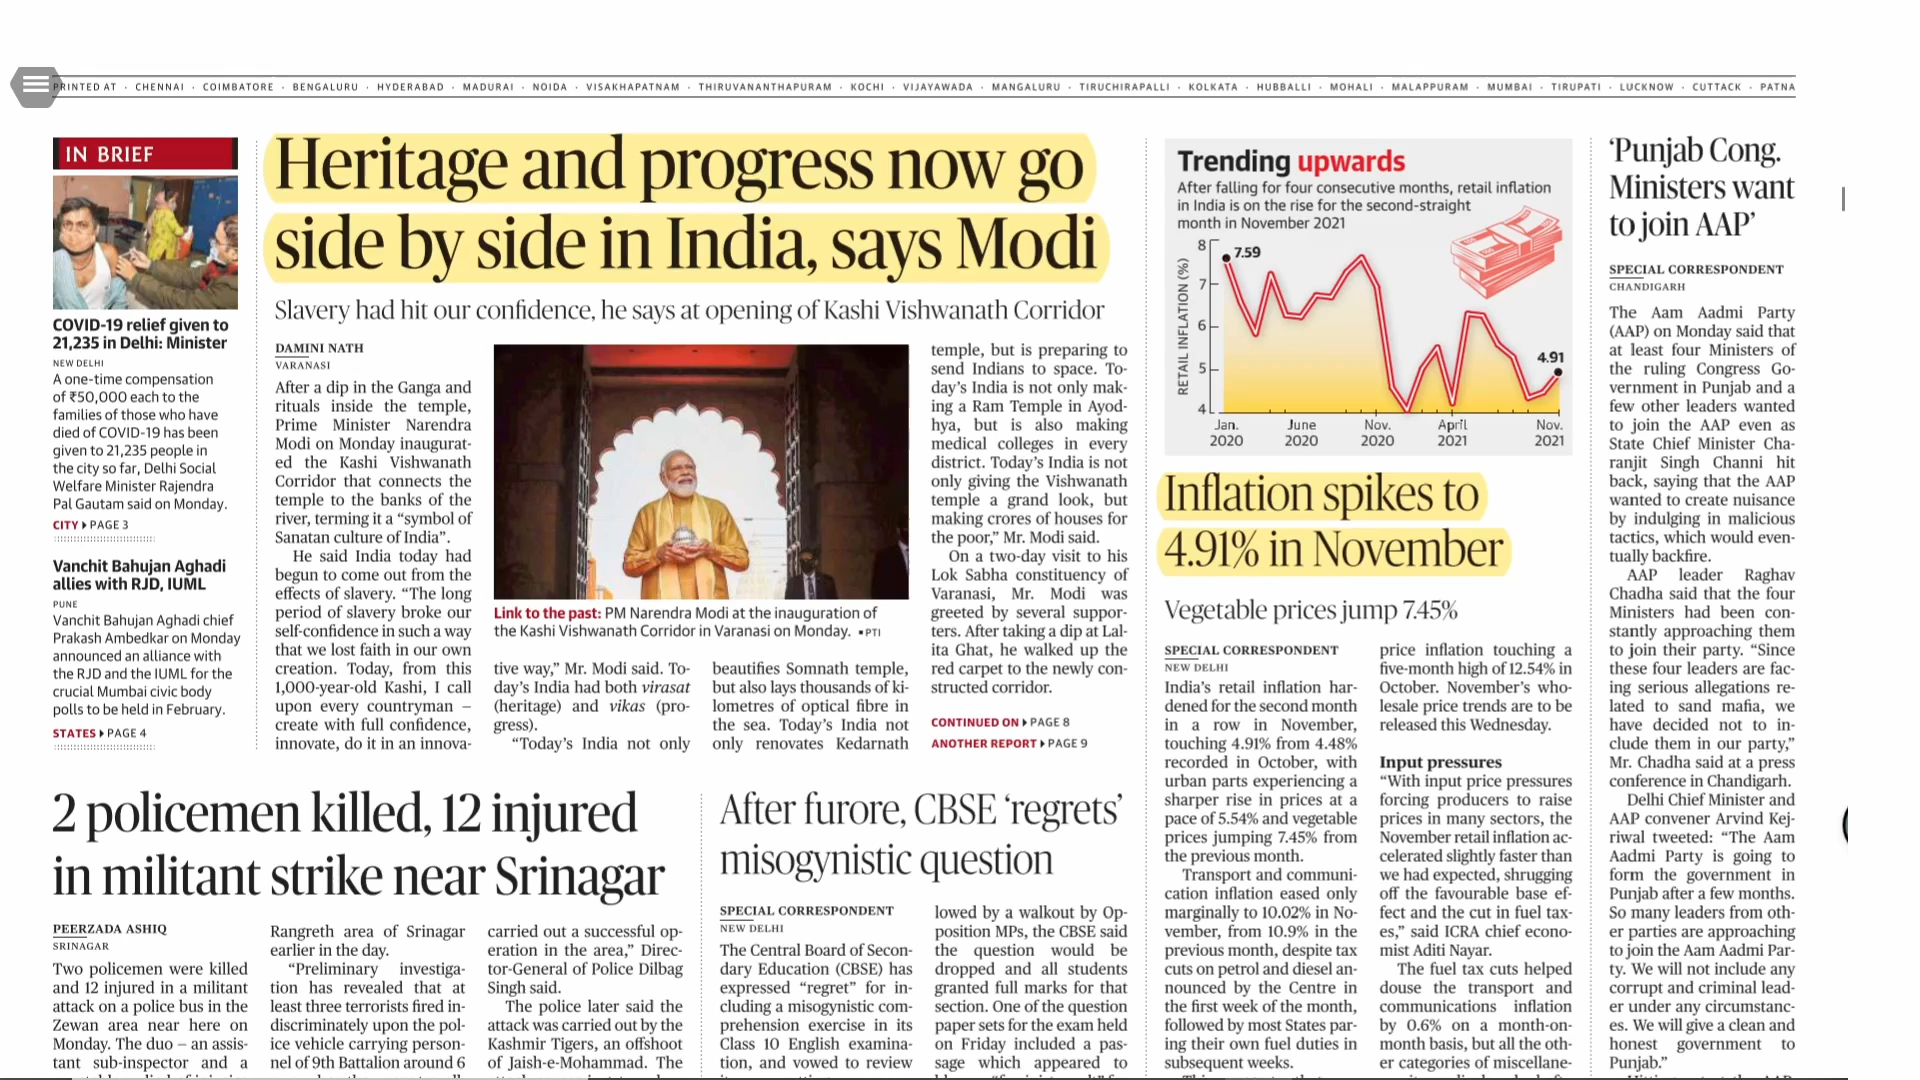 PRINTED AT · CHENNAI · COIMBATORE · BENGALURU · HYDERABAD · MADURAI · NOIDA · VISAKHAPATNAM · THIRUVANANTHAPURAM · KOCHI · VIJAYAWADA · MANGALURU · TIRUCHIRAPALLI · KOLKATA · HUBBALLI · MOHALI · MALAPPURAM · MUMBAI · TIRUPATI · LUCKNOW · CUTTACK · PATNA
IN BRIEF
COVID-19 relief given to
21,235 in Delhi: Minister
NEW DELHI
A one-time compensation
of ₹50,000 each to the
families of those who have
died of COVID-19 has been
given to 21,235 people in
the city so far, Delhi Social
Welfare Minister Rajendra
Pal Gautam said on Monday.
CITY PAGE 3
Vanchit Bahujan Aghadi
allies with RJD, IUML
PUNE
Vanchit Bahujan Aghadi chief
Prakash Ambedkar on Monday
announced an alliance with
the RJD and the IUML for the
crucial Mumbai civic body
polls to be held in February.
STATES PAGE 4
Heritage and progress now go
side by side in India, says Modi
Slavery had hit our confidence, he says at opening of Kashi Vishwanath Corridor
DAMINI NATH
VARANASI
After a dip in the Ganga and
rituals inside the temple,
Prime Minister Narendra
Modi on Monday inaugurat-
ed the Kashi Vishwanath
Corridor that connects the
temple to the banks of the
river, terming it a “symbol of
Sanatan culture of India”.
He said India today had
begun to come out from the
effects of slavery. “The long
period of slavery broke our
self-confidence in such a way
that we lost faith in our own
creation. Today, from this
1,000-year-old Kashi, I call
upon every countryman –
create with full confidence,
innovate, do it in an innova-
Link to the past: PM Narendra Modi at the inauguration of
the Kashi Vishwanath Corridor in Varanasi on Monday. ▪PTI
tive way,” Mr. Modi said. To-
day’s India had both virasat
(heritage) and vikas (pro-
gress).
“Today’s India not only
beautifies Somnath temple,
but also lays thousands of ki-
lometres of optical fibre in
the sea. Today’s India not
only renovates Kedarnath
temple, but is preparing to
send Indians to space. To-
day’s India is not only mak-
ing a Ram Temple in Ayod-
hya, but is also making
medical colleges in every
district. Today’s India is not
only giving the Vishwanath
temple a grand look, but
making crores of houses for
the poor,” Mr. Modi said.
On a two-day visit to his
Lok Sabha constituency of
Varanasi, Mr. Modi was
greeted by several suppor-
ters. After taking a dip at Lal-
ita Ghat, he walked up the
red carpet to the newly con-
structed corridor.
CONTINUED ON PAGE 8
ANOTHER REPORT PAGE 9
Trending upwards
After falling for four consecutive months, retail inflation
in India is on the rise for the second-straight
month in November 2021
RETAIL INFLATION (%)
8
7
6
5
4
7.59
4.91
Jan. June Nov. April Nov.
2020 2020 2020 2021 2021
Inflation spikes to
4.91% in November
Vegetable prices jump 7.45%
SPECIAL CORRESPONDENT
NEW DELHI
India’s retail inflation har-
dened for the second month
in a row in November,
touching 4.91% from 4.48%
recorded in October, with
urban parts experiencing a
sharper rise in prices at a
pace of 5.54% and vegetable
prices jumping 7.45% from
the previous month.
Transport and communi-
cation inflation eased only
marginally to 10.02% in No-
vember, from 10.9% in the
previous month, despite tax
cuts on petrol and diesel an-
nounced by the Centre in
the first week of the month,
followed by most States par-
ing their own fuel duties in
subsequent weeks.
price inflation touching a
five-month high of 12.54% in
October. November’s who-
lesale price trends are to be
released this Wednesday.
Input pressures
“With input price pressures
forcing producers to raise
prices in many sectors, the
November retail inflation ac-
celerated slightly faster than
we had expected, shrugging
off the favourable base ef-
fect and the cut in fuel tax-
es,” said ICRA chief econo-
mist Aditi Nayar.
The fuel tax cuts helped
douse the transport and
communications inflation
by 0.6% on a month-on-
month basis, but all the oth-
er categories of miscellane-
‘Punjab Cong.
Ministers want
to join AAP’
SPECIAL CORRESPONDENT
CHANDIGARH
The Aam Aadmi Party
(AAP) on Monday said that
at least four Ministers of
the ruling Congress Go-
vernment in Punjab and a
few other leaders wanted
to join the AAP even as
State Chief Minister Cha-
ranjit Singh Channi hit
back, saying that the AAP
wanted to create nuisance
by indulging in malicious
tactics, which would even-
tually backfire.
AAP leader Raghav
Chadha said that the four
Ministers had been con-
stantly approaching them
to join their party. “Since
these four leaders are fac-
ing serious allegations re-
lated to sand mafia, we
have decided not to in-
clude them in our party,”
Mr. Chadha said at a press
conference in Chandigarh.
Delhi Chief Minister and
AAP convener Arvind Kej-
riwal tweeted: “The Aam
Aadmi Party is going to
form the government in
Punjab after a few months.
So many leaders from oth-
er parties are approaching
to join the Aam Aadmi Par-
ty. We will not include any
corrupt and criminal lead-
er under any circumstanc-
es. We will give a clean and
honest government to
Punjab.”
2 policemen killed, 12 injured
in militant strike near Srinagar
PEERZADA ASHIQ
SRINAGAR
Two policemen were killed
and 12 injured in a militant
attack on a police bus in the
Zewan area near here on
Monday. The duo – an assis-
tant sub-inspector and a
Rangreth area of Srinagar
earlier in the day.
“Preliminary investiga-
tion has revealed that at
least three terrorists fired in-
discriminately upon the pol-
ice vehicle carrying person-
nel of 9th Battalion around 6
carried out a successful op-
eration in the area,” Direc-
tor-General of Police Dilbag
Singh said.
The police later said the
attack was carried out by the
Kashmir Tigers, an offshoot
of Jaish-e-Mohammad. The
After furore, CBSE ‘regrets’
misogynistic question
SPECIAL CORRESPONDENT
NEW DELHI
The Central Board of Secon-
dary Education (CBSE) has
expressed “regret” for in-
cluding a misogynistic com-
prehension exercise in its
Class 10 English examina-
tion, and vowed to review
lowed by a walkout by Op-
position MPs, the CBSE said
the question would be
dropped and all students
granted full marks for that
section. One of the question
paper sets for the exam held
on Friday included a pas-
sage which appeared to